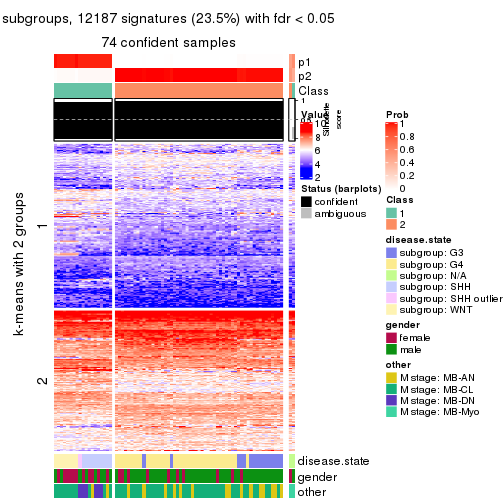 subgroups, 12187 signatures (23.5%) with fdr < 0.05
74 confident samples
p1
p2
Class
1
0.5
Silhouette
score
k-means with 2 groups
1
2
disease.state
gender
other
Value
10
8
6
4
2
Status (barplots)
confident
ambiguous
Prob
1
0.8
0.6
0.4
0.2
0
Class
1
2
disease.state
subgroup: G3
subgroup: G4
subgroup: N/A
subgroup: SHH
subgroup: SHH outlier
subgroup: WNT
gender
female
male
other
M stage: MB-AN
M stage: MB-CL
M stage: MB-DN
M stage: MB-Myo